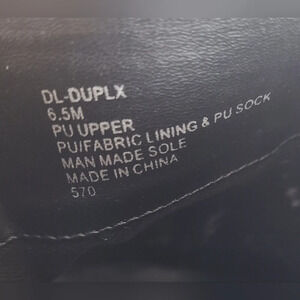 DL-DUPLX
6.5M
PU UPPER
PU/FABRIC LINING & PU SOCK
MAN MADE SOLE
MADE IN CHINA
570